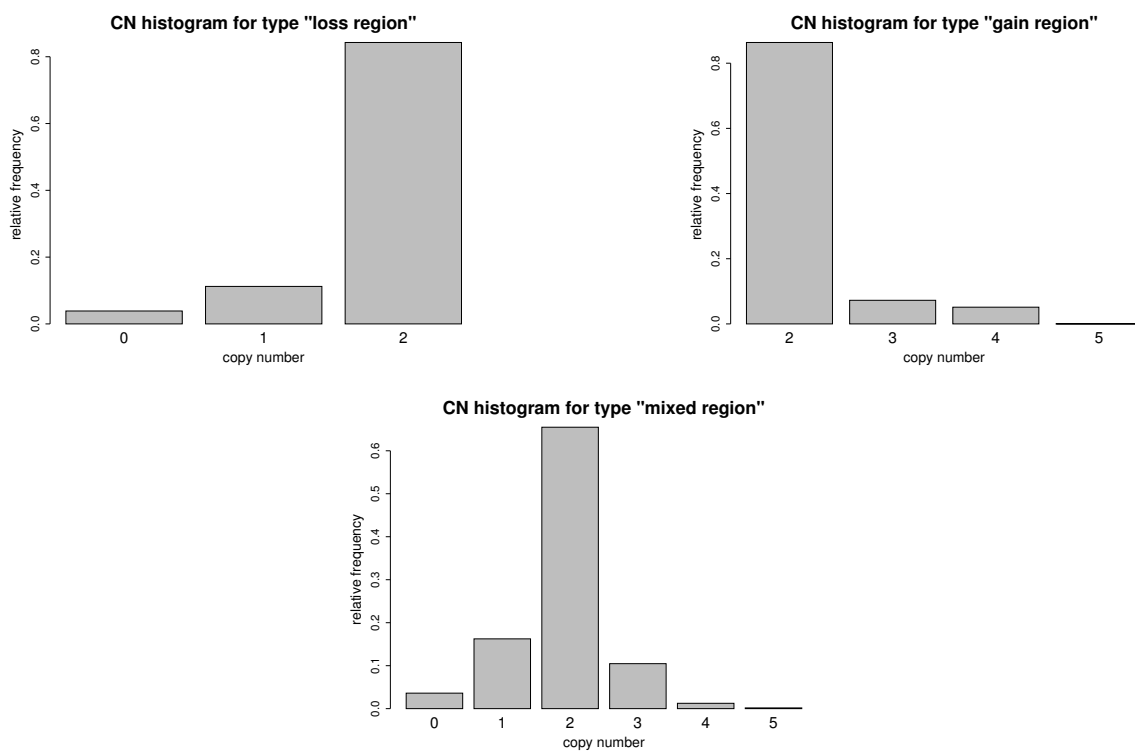 CN histogram for type "loss region"
relative frequency
0.0 0.2 0.4 0.6 0.8
0 1 2
copy number
CN histogram for type "gain region"
relative frequency
0.0 0.2 0.4 0.6 0.8
2 3 4 5
copy number
CN histogram for type "mixed region"
relative frequency
0.0 0.1 0.2 0.3 0.4 0.5 0.6
0 1 2 3 4 5
copy number